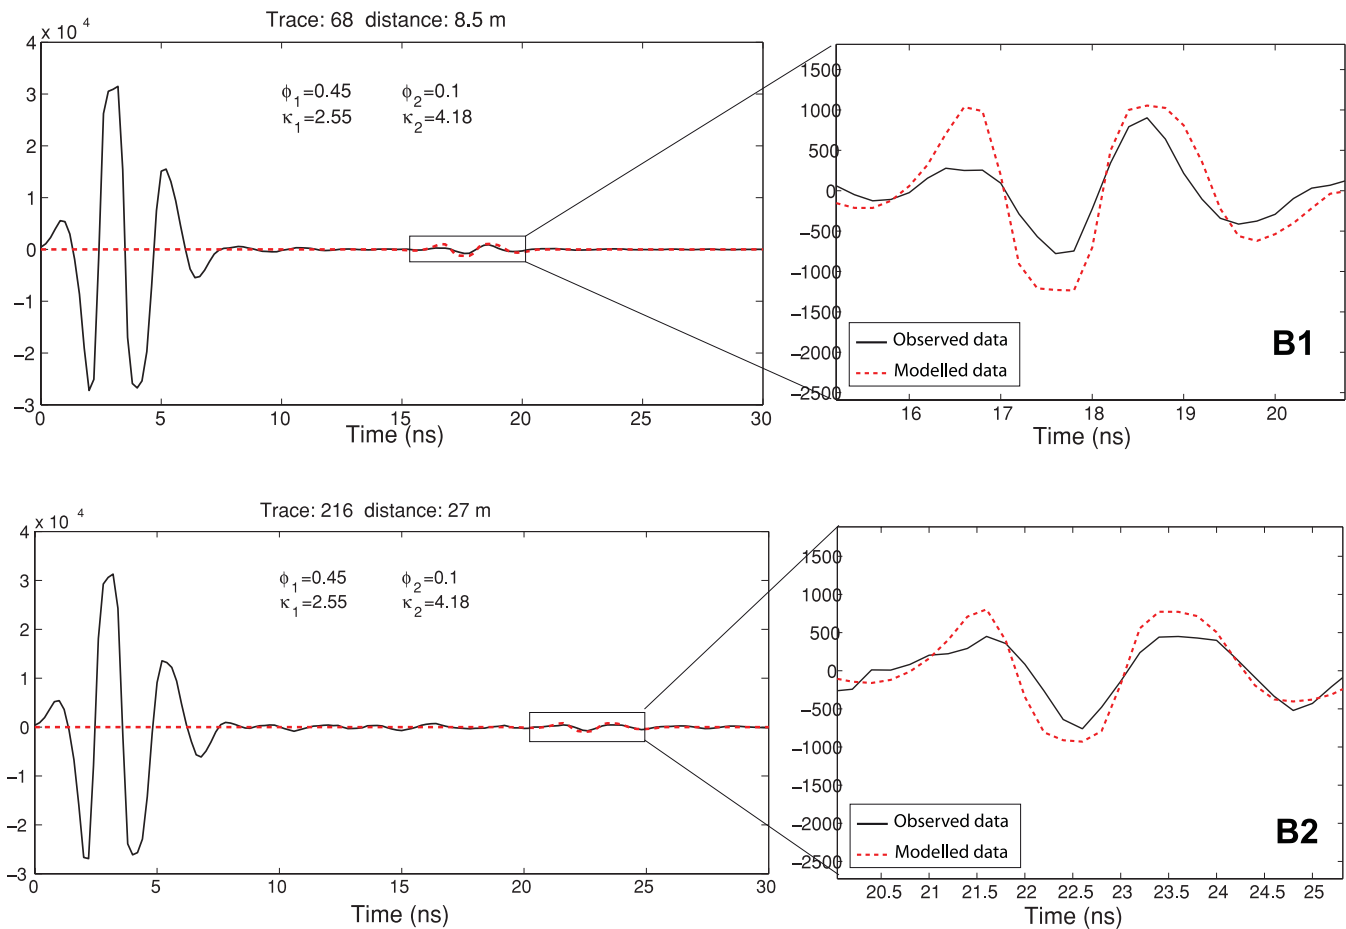 Trace: 68 distance: 8.5 m
x 10 4
4
3
2
1
0
−1
−2
−3
ϕ1=0.45 ϕ2=0.1
κ1=2.55 κ2=4.18
0 5 10 15 20 25 30
Time (ns)
1500
1000
500
0
−500
−1000
−1500
−2000
−2500
Observed data
Modelled data
B1
16 17 18 19 20
Time (ns)
Trace: 216 distance: 27 m
x 10 4
4
3
2
1
0
−1
−2
−3
ϕ1=0.45 ϕ2=0.1
κ1=2.55 κ2=4.18
0 5 10 15 20 25 30
Time (ns)
1500
1000
500
0
−500
−1000
−1500
−2000
−2500
Observed data
Modelled data
B2
20.5 21 21.5 22 22.5 23 23.5 24 24.5 25
Time (ns)